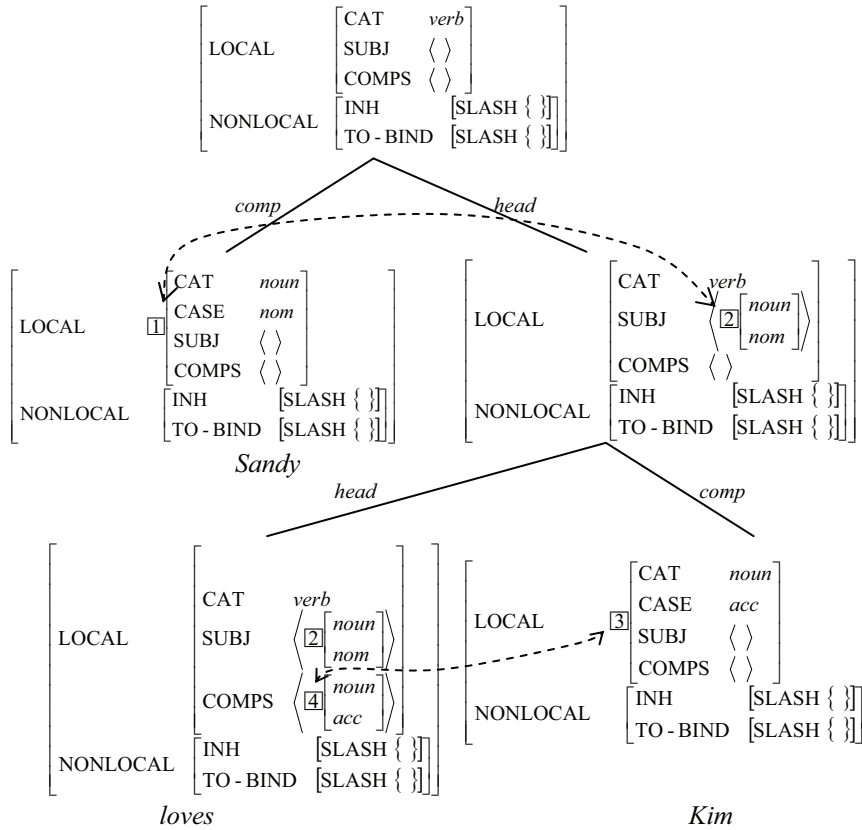 CAT verb
LOCAL SUBJ ⟨ ⟩
COMPS ⟨ ⟩
NONLOCAL INH [SLASH { }]
TO - BIND [SLASH { }]
comp head
CAT noun
CASE nom
LOCAL 1 SUBJ ⟨ ⟩
COMPS ⟨ ⟩
NONLOCAL INH [SLASH { }]
TO - BIND [SLASH { }]
Sandy
CAT verb
LOCAL SUBJ ⟨ 2 [noun
nom] ⟩
COMPS ⟨ ⟩
NONLOCAL INH [SLASH { }]
TO - BIND [SLASH { }]
head comp
CAT verb
LOCAL SUBJ ⟨ 2 [noun
nom] ⟩
COMPS ⟨ 4 [noun
acc] ⟩
NONLOCAL INH [SLASH { }]
TO - BIND [SLASH { }]
loves
CAT noun
LOCAL CASE acc
3 SUBJ ⟨ ⟩
COMPS ⟨ ⟩
NONLOCAL INH [SLASH { }]
TO - BIND [SLASH { }]
Kim